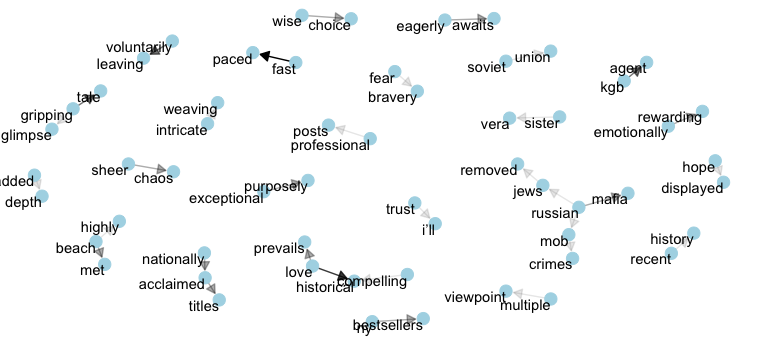 wise choice
eagerly awaits
voluntarily
leaving
paced
fast
soviet union
agent
kgb
fear
bravery
tale
gripping
glimpse
weaving
intricate
posts
professional
vera sister
rewarding
emotionally
sheer
chaos
removed
hope
displayed
added
depth
exceptional purposely
jews
russian mafia
trust
i'll
highly
beach
met
nationally
acclaimed
titles
prevails
love
historical compelling
mob
crimes
history
recent
viewpoint
multiple
ny bestsellers